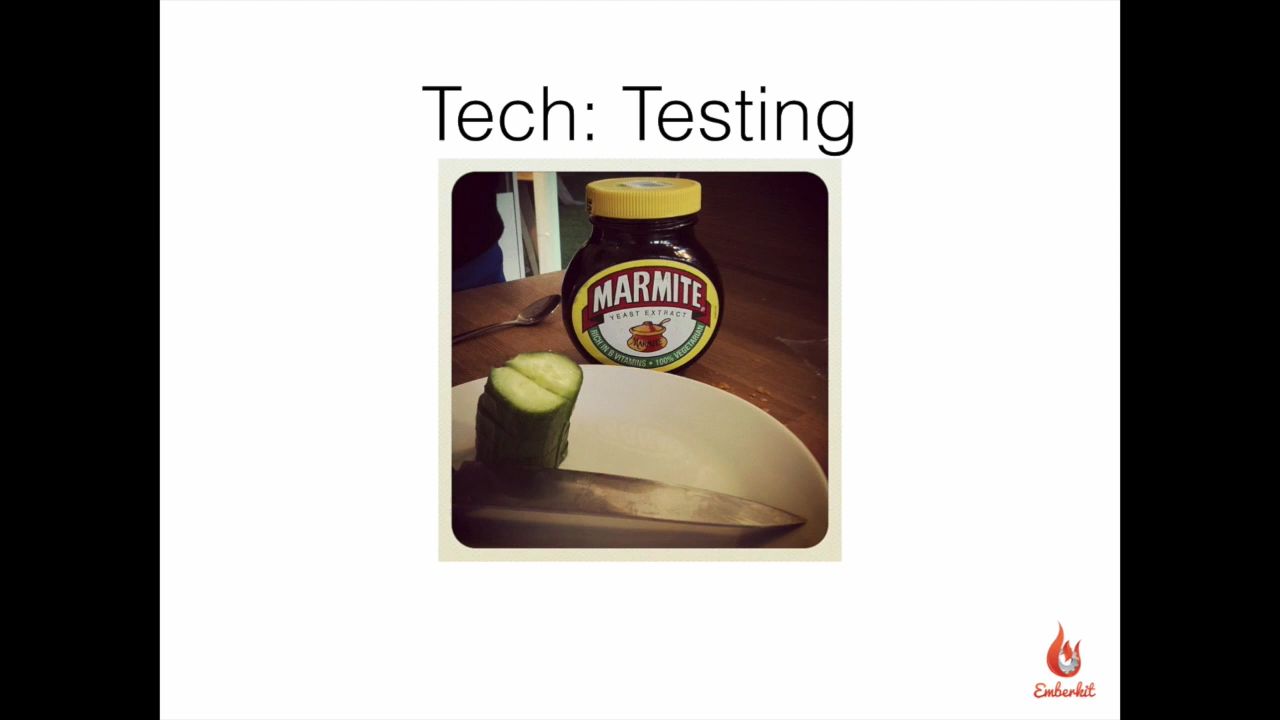 Tech: Testing
MARMITE
YEAST EXTRACT
RICH IN B VITAMINS • 100% VEGETARIAN
Emberkit